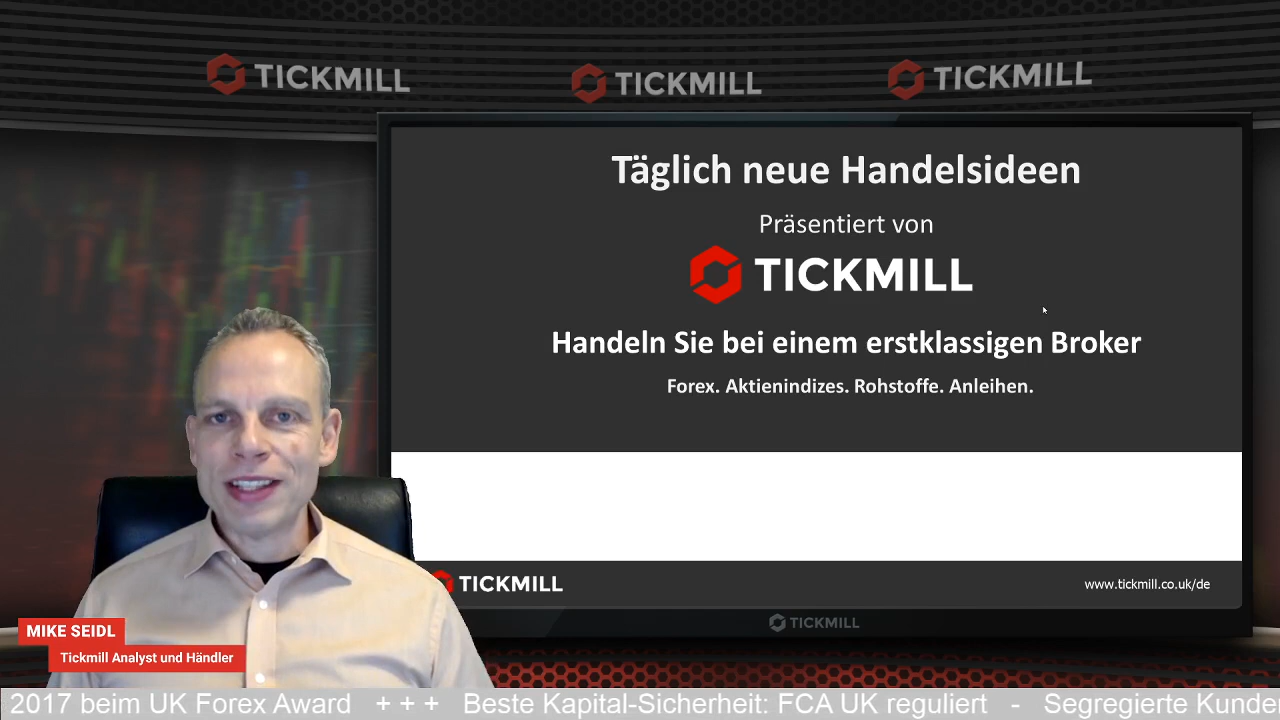 TICKMILL TICKMILL TICKMILL
Täglich neue Handelsideen
Präsentiert von
TICKMILL
Handeln Sie bei einem erstklassigen Broker
Forex. Aktienindizes. Rohstoffe. Anleihen.
TICKMILL www.tickmill.co.uk/de
TICKMILL
MIKE SEIDL
Tickmill Analyst und Händler
2017 beim UK Forex Award + + + Beste Kapital-Sicherheit: FCA UK reguliert - Segregierte Kunde